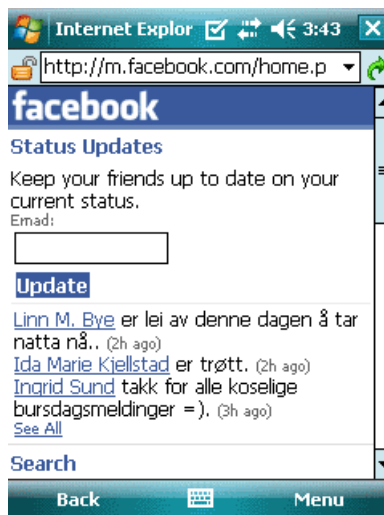 Internet Explor 3:43
http://m.facebook.com/home.p
facebook
Status Updates
Keep your friends up to date on your
current status.
Emad:
Update
Linn M. Bye er lei av denne dagen å tar
natta nå.. (2h ago)
Ida Marie Kjellstad er trøtt. (2h ago)
Ingrid Sund takk for alle koselige
bursdagsmeldinger =). (3h ago)
See All
Search
Back Menu